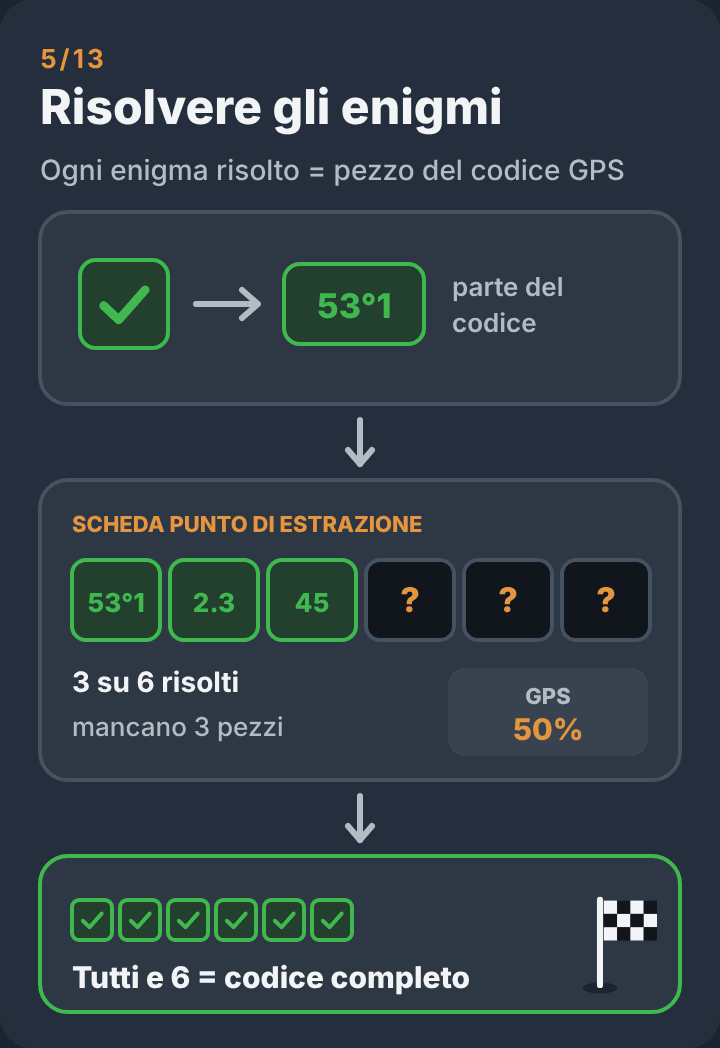 5/13
Risolvere gli enigmi
Ogni enigma risolto = pezzo del codice GPS
53°1
parte del
codice
SCHEDA PUNTO DI ESTRAZIONE
53°1 2.3 45 ? ? ?
3 su 6 risolti
mancano 3 pezzi
GPS
50%
Tutti e 6 = codice completo